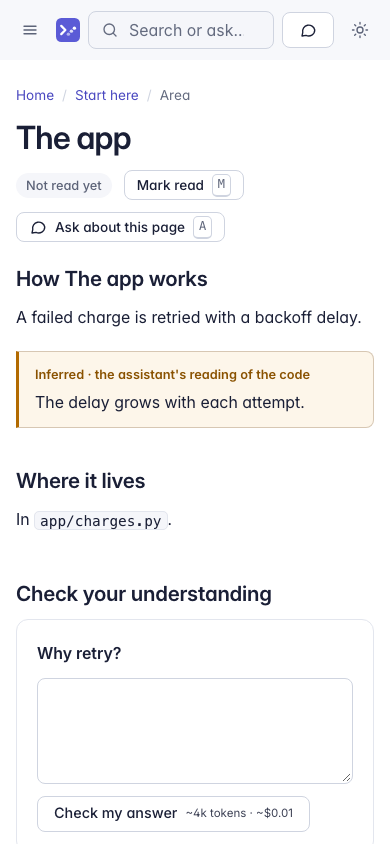 Search or ask..
Home / Start here / Area
The app
Not read yet
Mark read M
Ask about this page A
How The app works
A failed charge is retried with a backoff delay.
Inferred · the assistant's reading of the code
The delay grows with each attempt.
Where it lives
In app/charges.py.
Check your understanding
Why retry?
Check my answer ~4k tokens · ~$0.01